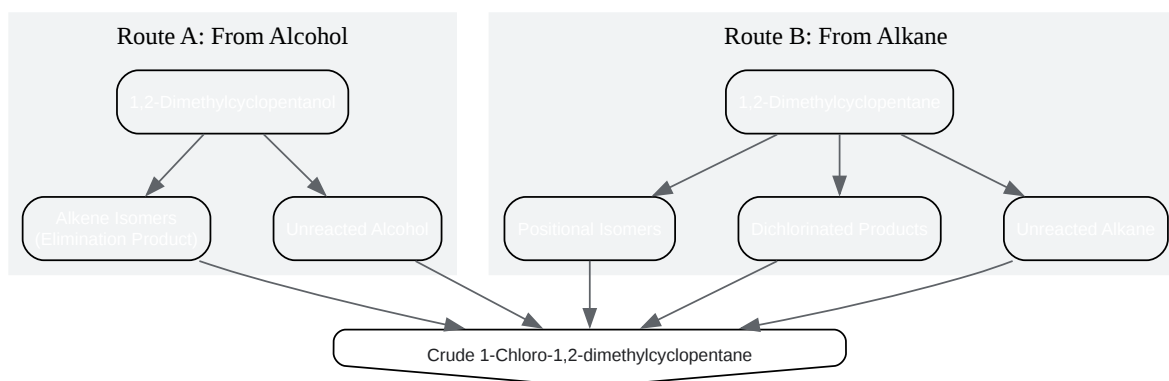 Route A: From Alcohol
Route B: From Alkane
1,2-Dimethylcyclopentanol
1,2-Dimethylcyclopentane
Alkene Isomers
(Elimination Product)
Unreacted Alcohol
Positional Isomers
Dichlorinated Products
Unreacted Alkane
Crude 1-Chloro-1,2-dimethylcyclopentane